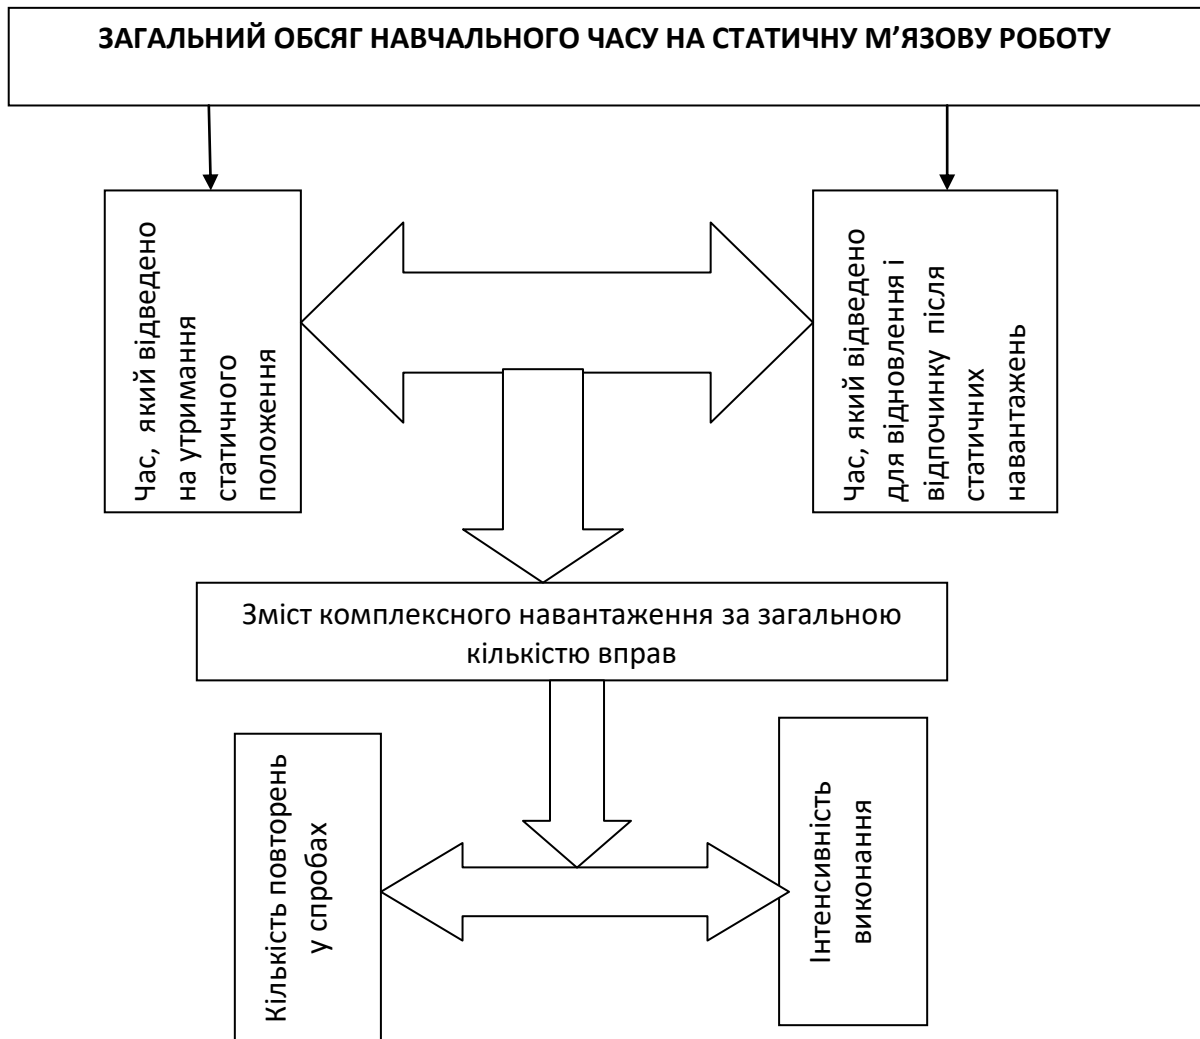 ЗАГАЛЬНИЙ ОБСЯГ НАВЧАЛЬНОГО ЧАСУ НА СТАТИЧНУ М’ЯЗОВУ РОБОТУ
Час, який відведено
на утримання
статичного
положення
Час, який відведено
для відновлення і
відпочинку після
статичних
навантажень
Зміст комплексного навантаження за загальною
кількістю вправ
Кількість повторень
у спробах
Інтенсивність
виконання